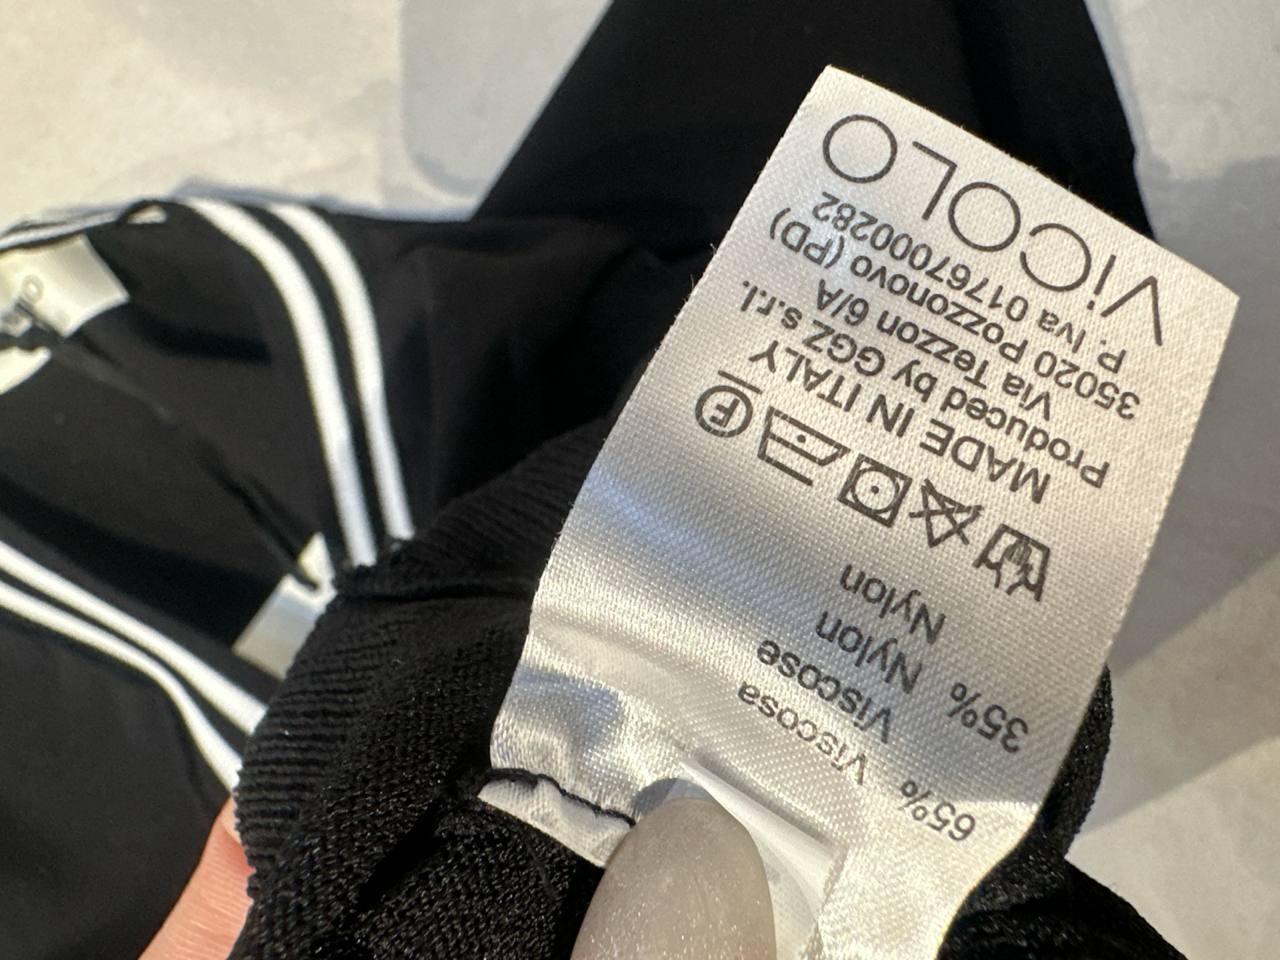 65% Viscosa
Viscose
35% Nylon
Nylon
F
MADE IN ITALY
Produced by GGZ s.r.l.
Via Tezzon 6/A
35020 Pozzonovo (PD)
P. Iva 01767000282
ViCOLO